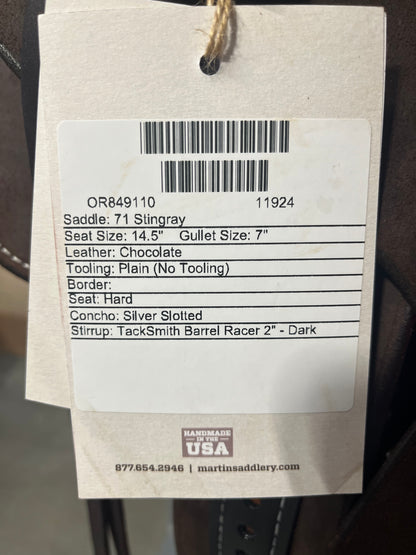 OR849110 11924
Saddle: 71 Stingray
Seat Size: 14.5" Gullet Size: 7"
Leather: Chocolate
Tooling: Plain (No Tooling)
Border:
Seat: Hard
Concho: Silver Slotted
Stirrup: TackSmith Barrel Racer 2" - Dark
HANDMADE
IN THE
USA
877.654.2946 | martinsaddlery.com